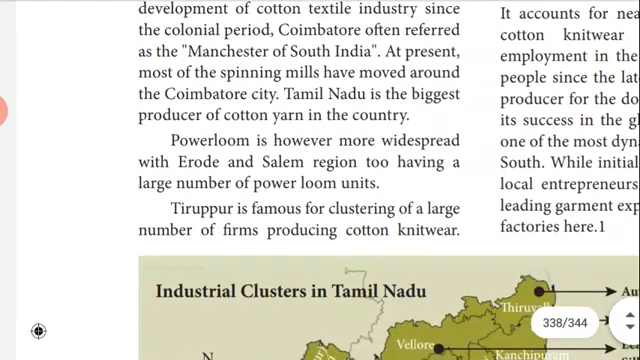 development of cotton textile industry since
the colonial period, Coimbatore often referred
as the "Manchester of South India". At present,
most of the spinning mills have moved around
the Coimbatore city. Tamil Nadu is the biggest
producer of cotton yarn in the country.
Powerloom is however more widespread
with Erode and Salem region too having a
large number of power loom units.
Tiruppur is famous for clustering of a large
number of firms producing cotton knitwear.
It accounts for
cotton knitwear
employment in the
people since the
producer for the
its success in the
one of the most
South. While
local entrepreneurs
leading garment
factories here.1
Industrial Clusters in Tamil Nadu
338/344
Vellore
Kanchipuram
N